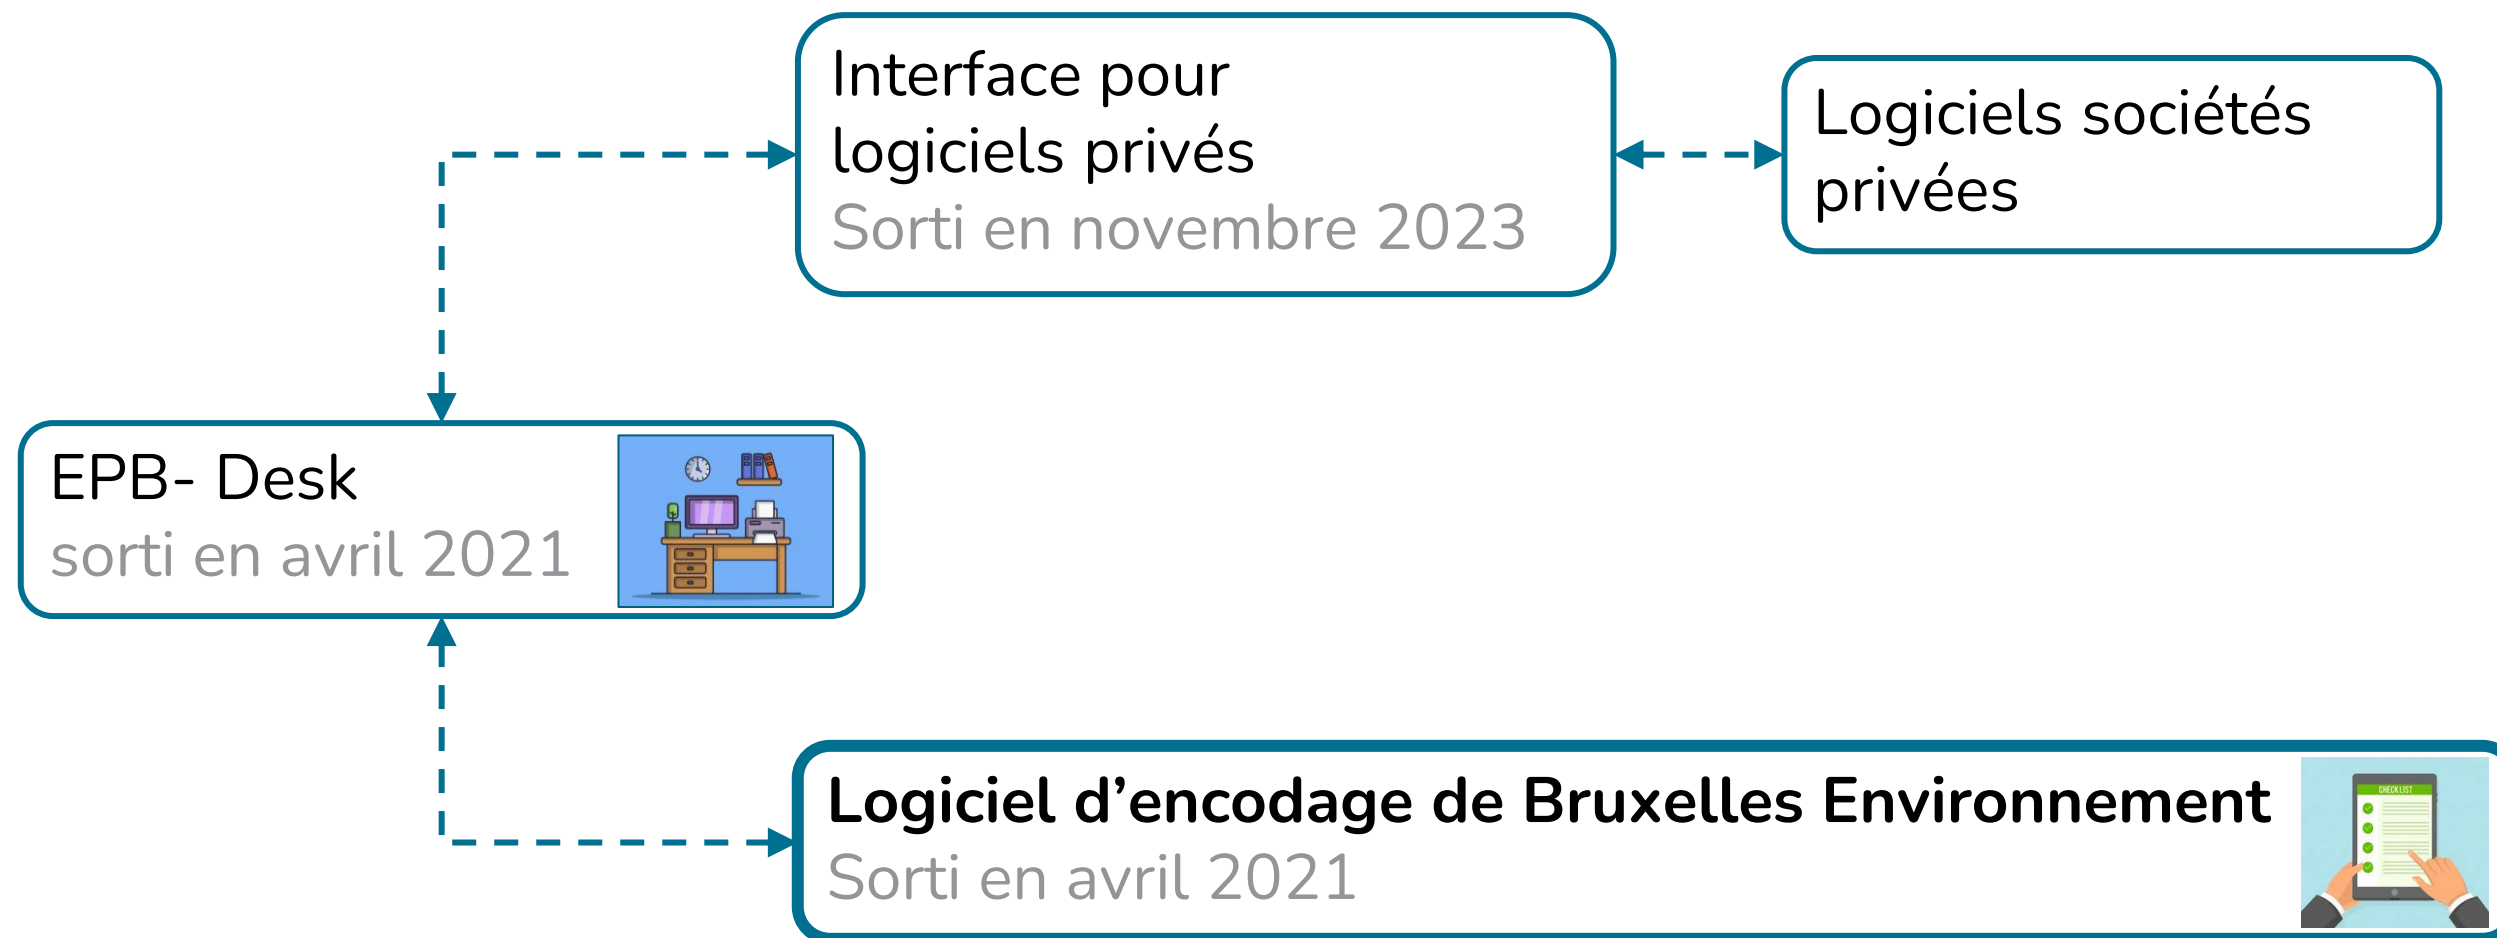 Interface pour
logiciels privés
Sorti en novembre 2023
Logiciels sociétés
privées
EPB- Desk
sorti en avril 2021
Logiciel d’encodage de Bruxelles Environnement
Sorti en avril 2021
CHECKLIST